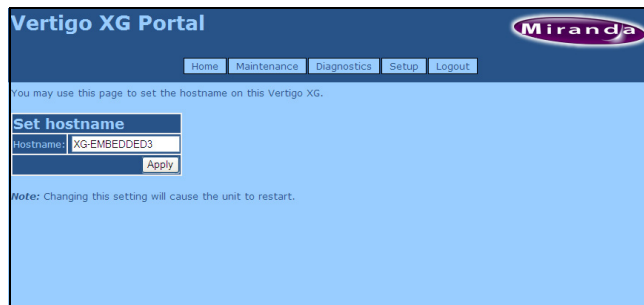 Vertigo XG Portal
Miranda
Home Maintenance Diagnostics Setup Logout
You may use this page to set the hostname on this Vertigo XG.
Set hostname
Hostname: XG-EMBEDDED3
Apply
Note: Changing this setting will cause the unit to restart.